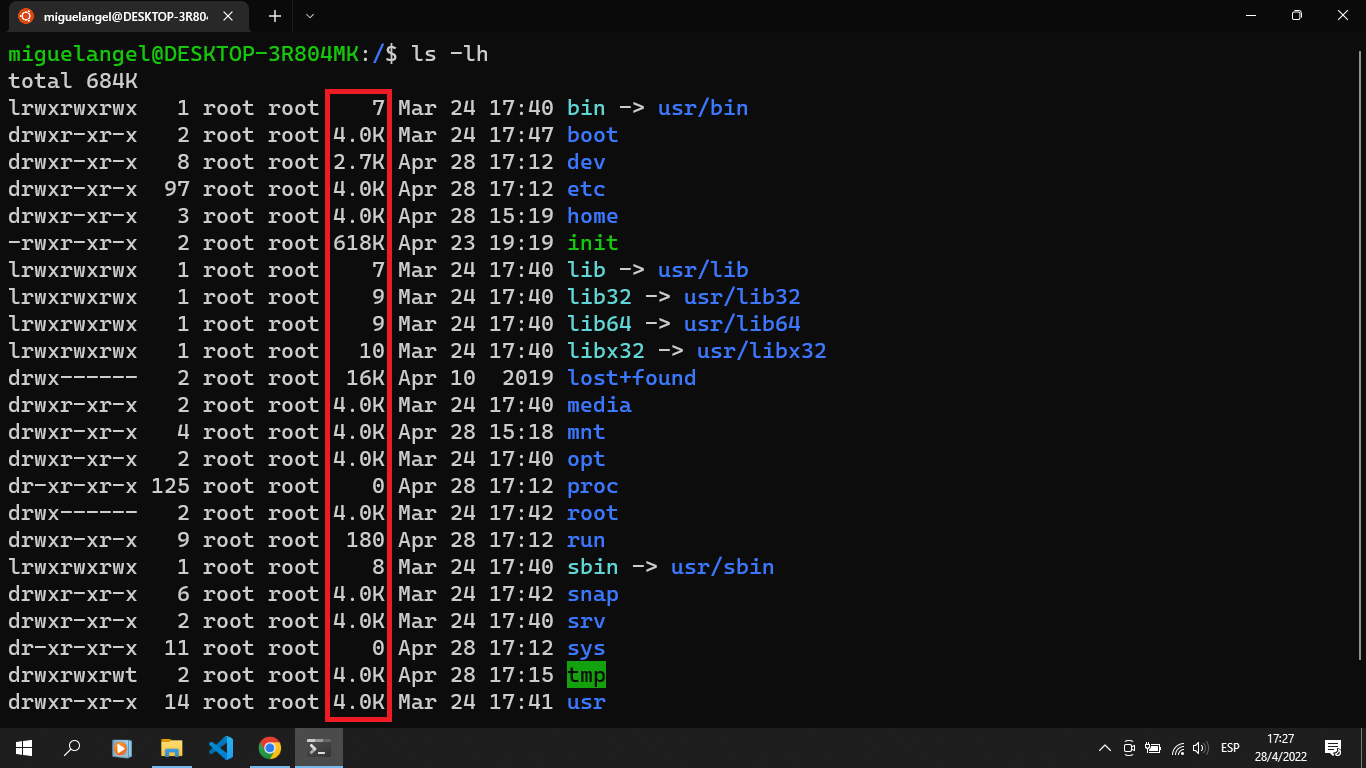 miguelangel@DESKTOP-3R804
miguelangel@DESKTOP-3R804MK:/$ ls -lh
total 684K
lrwxrwxrwx   1 root root    7 Mar 24 17:40 bin -> usr/bin
drwxr-xr-x   2 root root 4.0K Mar 24 17:47 boot
drwxr-xr-x   8 root root 2.7K Apr 28 17:12 dev
drwxr-xr-x  97 root root 4.0K Apr 28 17:12 etc
drwxr-xr-x   3 root root 4.0K Apr 28 15:19 home
-rwxr-xr-x   2 root root 618K Apr 23 19:19 init
lrwxrwxrwx   1 root root    7 Mar 24 17:40 lib -> usr/lib
lrwxrwxrwx   1 root root    9 Mar 24 17:40 lib32 -> usr/lib32
lrwxrwxrwx   1 root root    9 Mar 24 17:40 lib64 -> usr/lib64
lrwxrwxrwx   1 root root   10 Mar 24 17:40 libx32 -> usr/libx32
drwx------   2 root root  16K Apr 10  2019 lost+found
drwxr-xr-x   2 root root 4.0K Mar 24 17:40 media
drwxr-xr-x   4 root root 4.0K Apr 28 15:18 mnt
drwxr-xr-x   2 root root 4.0K Mar 24 17:40 opt
dr-xr-xr-x 125 root root    0 Apr 28 17:12 proc
drwx------   2 root root 4.0K Mar 24 17:42 root
drwxr-xr-x   9 root root  180 Apr 28 17:12 run
lrwxrwxrwx   1 root root    8 Mar 24 17:40 sbin -> usr/sbin
drwxr-xr-x   6 root root 4.0K Mar 24 17:42 snap
drwxr-xr-x   2 root root 4.0K Mar 24 17:40 srv
dr-xr-xr-x  11 root root    0 Apr 28 17:12 sys
drwxrwxrwt   2 root root 4.0K Apr 28 17:15 tmp
drwxr-xr-x  14 root root 4.0K Mar 24 17:41 usr
ESP
17:27
28/4/2022